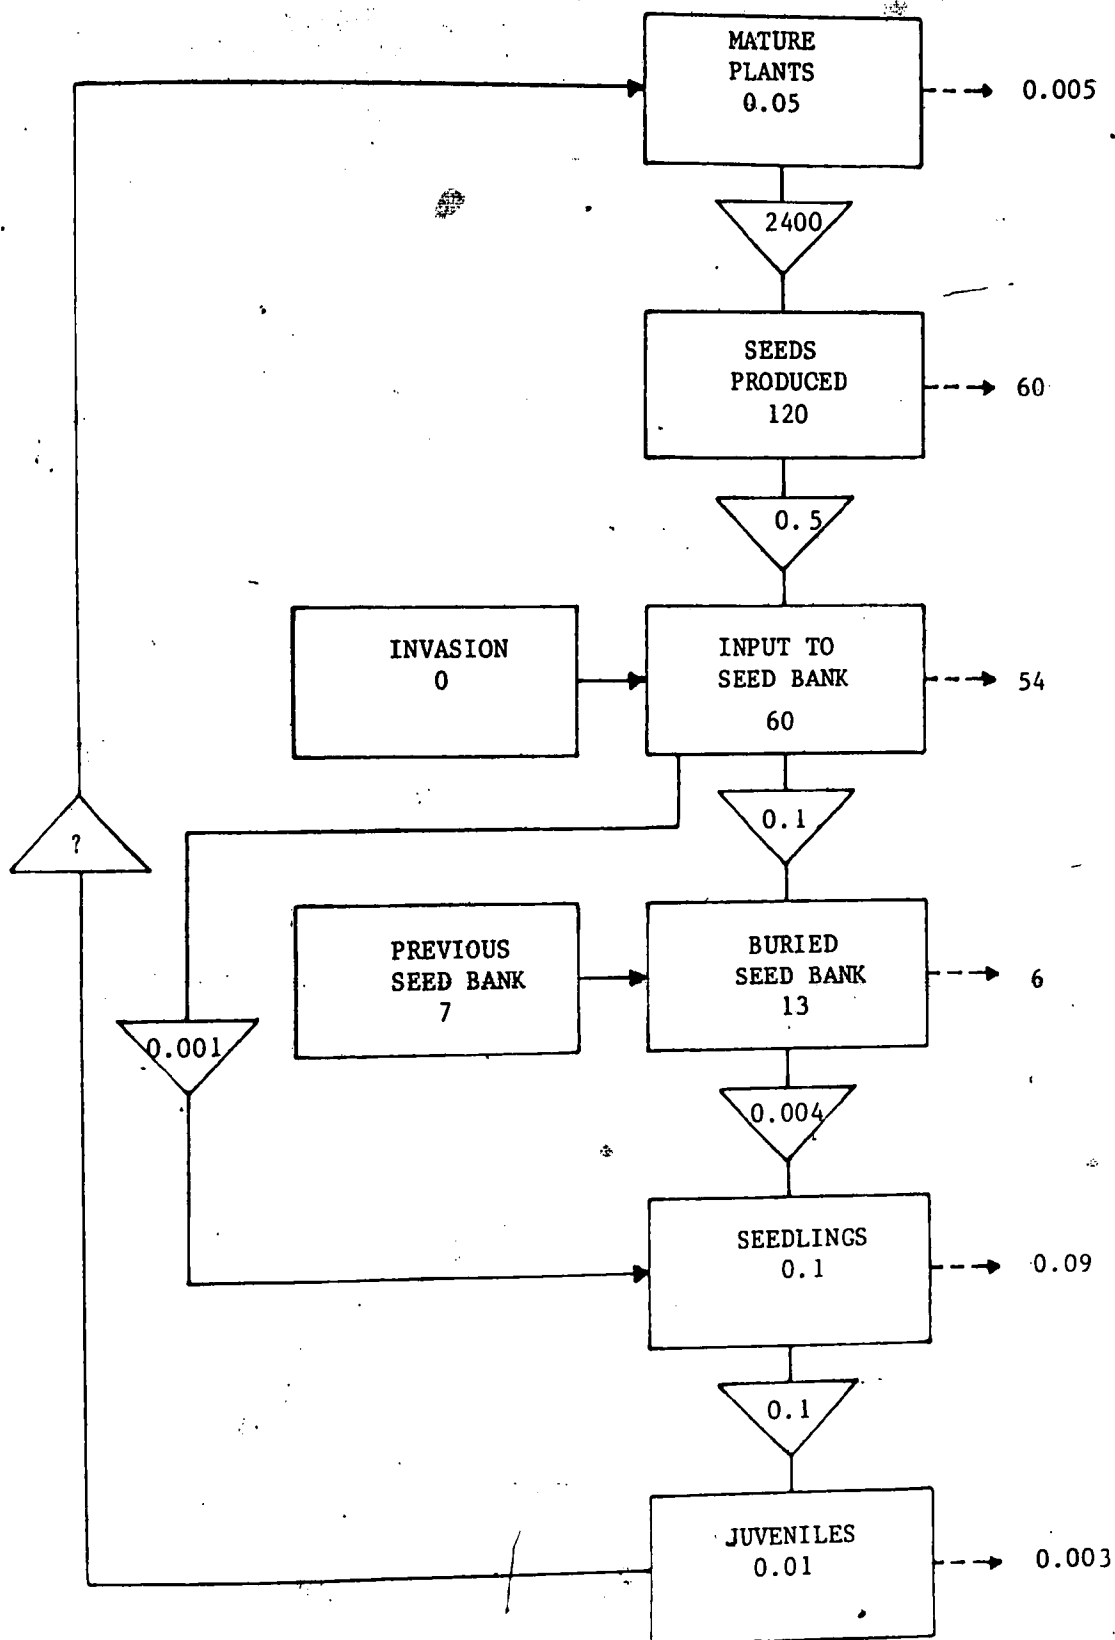 MATURE
PLANTS
0.05
0.005
2400
SEEDS
PRODUCED
120
60
0.5
INVASION
0
INPUT TO
SEED BANK
60
54
?
0.1
PREVIOUS
SEED BANK
7
BURIED
SEED BANK
13
6
0.001
0.004
SEEDLINGS
0.1
0.09
0.1
JUVENILES
0.01
0.003